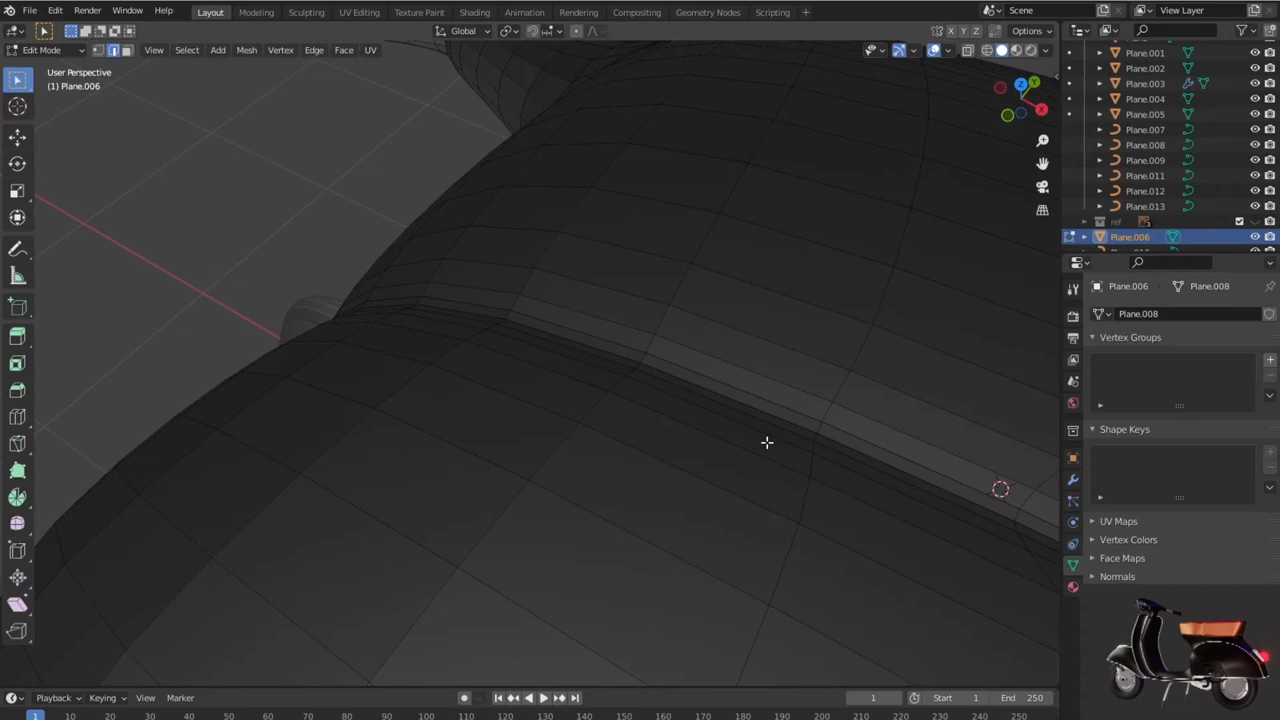 File Edit Render Window Help
Layout Modeling Sculpting UV Editing Texture Paint Shading Animation Rendering Compositing Geometry Nodes Scripting +
Scene
View Layer
Global
X Y Z
Options
Edit Mode
View Select Add Mesh Vertex Edge Face UV
User Perspective
(1) Plane.006
Z
Y
X
Plane.001
Plane.002
Plane.003
Plane.004
Plane.005
Plane.007
Plane.008
Plane.009
Plane.011
Plane.012
Plane.013
ref
Plane.006
Plane.006
Plane.008
Plane.008
Vertex Groups
Shape Keys
UV Maps
Vertex Colors
Face Maps
Normals
Playback Keying View Marker
1
Start 1
End 250
1 10 20 30 40 50 60 70 80 90 100 110 120 130 140 150 160 170 180 190 200 210 220 230 240 250